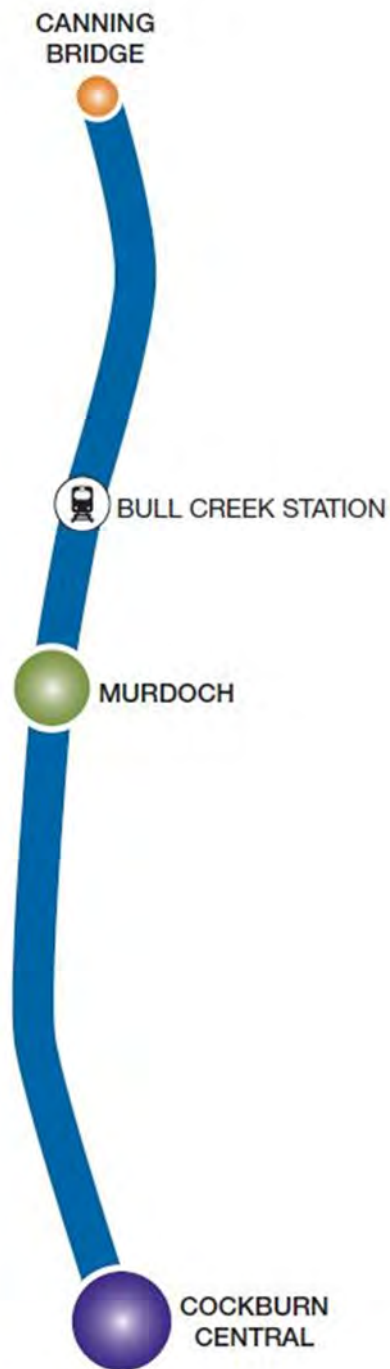 CANNING
BRIDGE
BULL CREEK STATION
MURDOCH
COCKBURN
CENTRAL